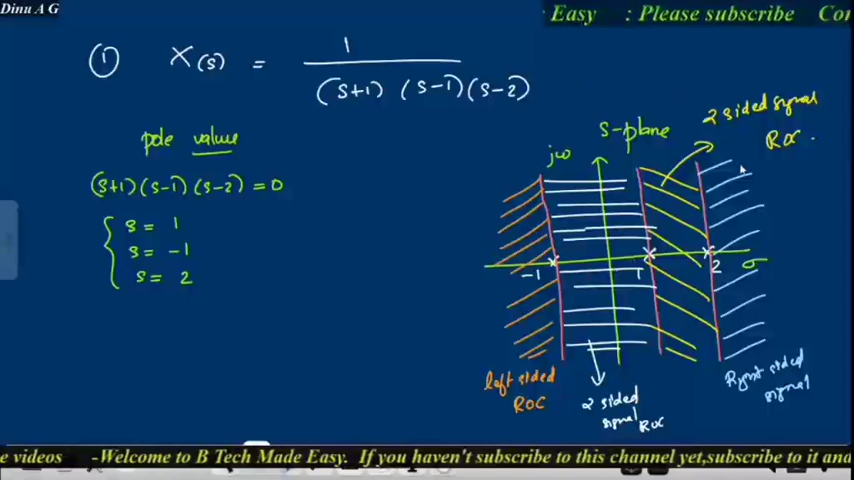 Dinu A G
Easy : Please subscribe Con
① X(s) = 1 / (s+1) (s-1)(s-2)
pole values
(s+1)(s-1)(s-2) = 0
s = 1
s = -1
s = 2
2 sided signal
ROC.
s-plane
jω
-1 1 2 σ
left sided
ROC
2 sided
signal ROC
Right sided
signal
e videos -Welcome to B Tech Made Easy. If you haven't subscribe to this channel yet,subscribe to it and